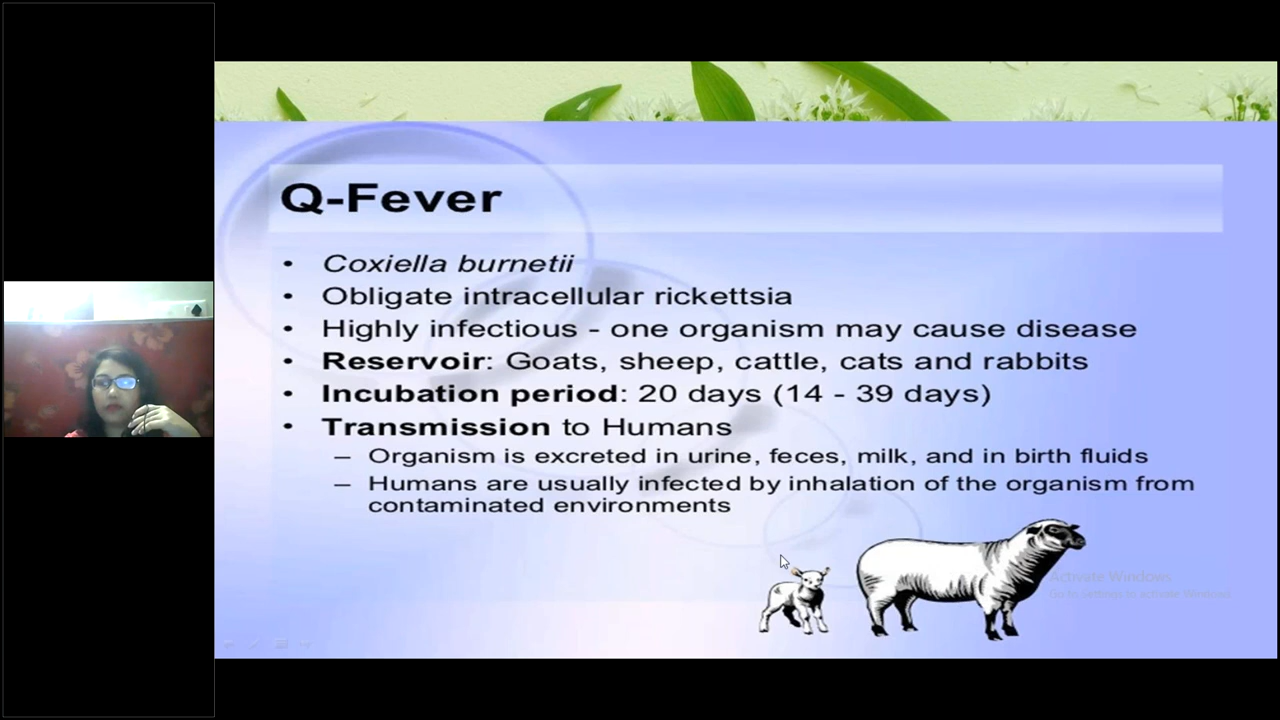 Q-Fever
• Coxiella burnetii
• Obligate intracellular rickettsia
• Highly infectious - one organism may cause disease
• Reservoir: Goats, sheep, cattle, cats and rabbits
• Incubation period: 20 days (14 - 39 days)
• Transmission to Humans
– Organism is excreted in urine, feces, milk, and in birth fluids
– Humans are usually infected by inhalation of the organism from
contaminated environments
Activate Windows
Go to Settings to activate Windows.